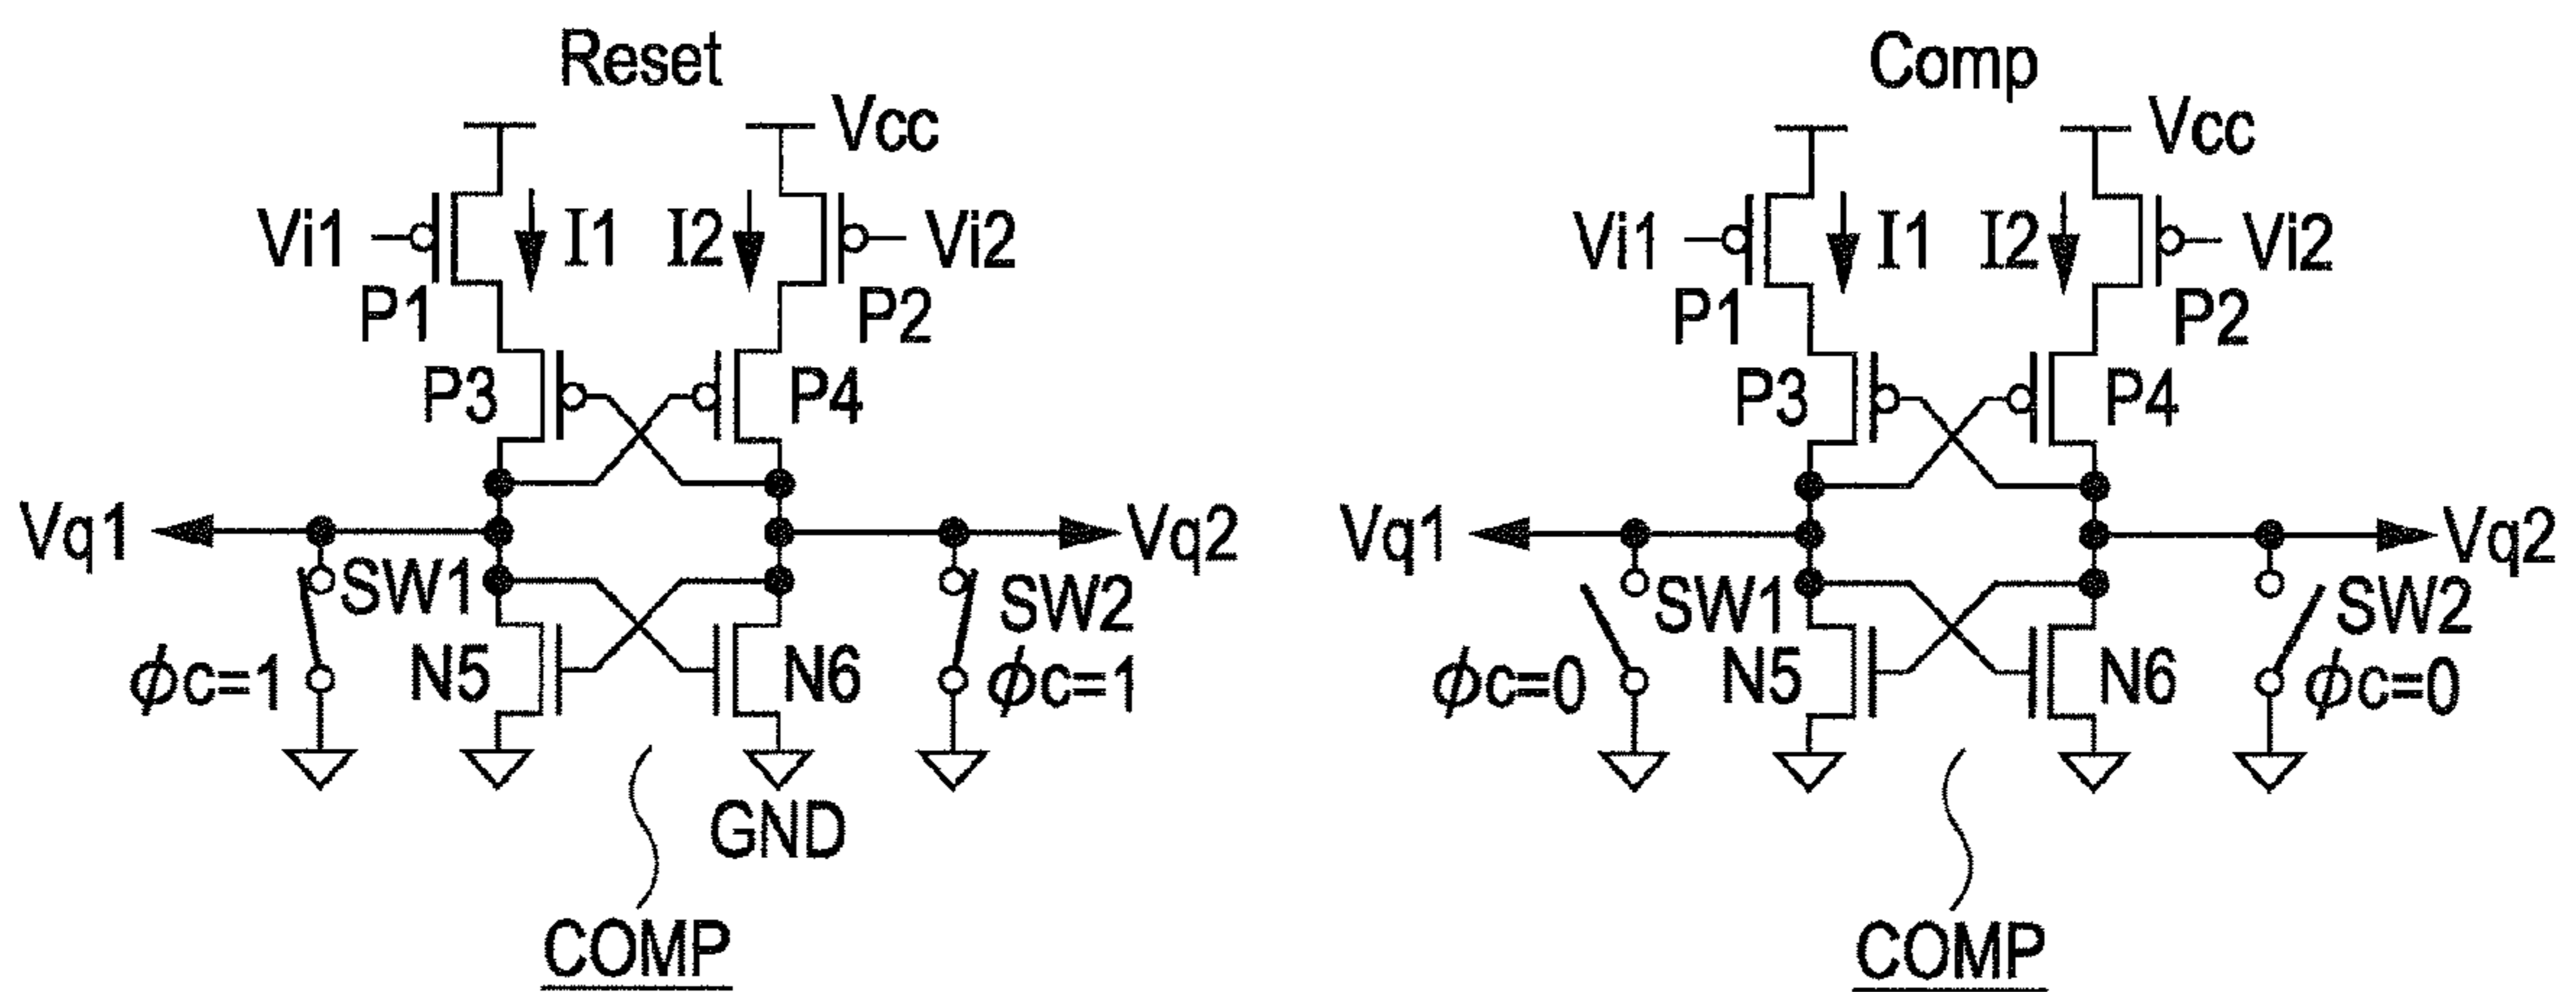 Reset
Vcc
Vi1
I1
I2
Vi2
P1
P2
P3
P4
Vq1
Vq2
SW1
SW2
ϕc=1
N5
N6
ϕc=1
GND
COMP
Comp
Vcc
Vi1
I1
I2
Vi2
P1
P2
P3
P4
Vq1
Vq2
SW1
SW2
ϕc=0
N5
N6
ϕc=0
COMP